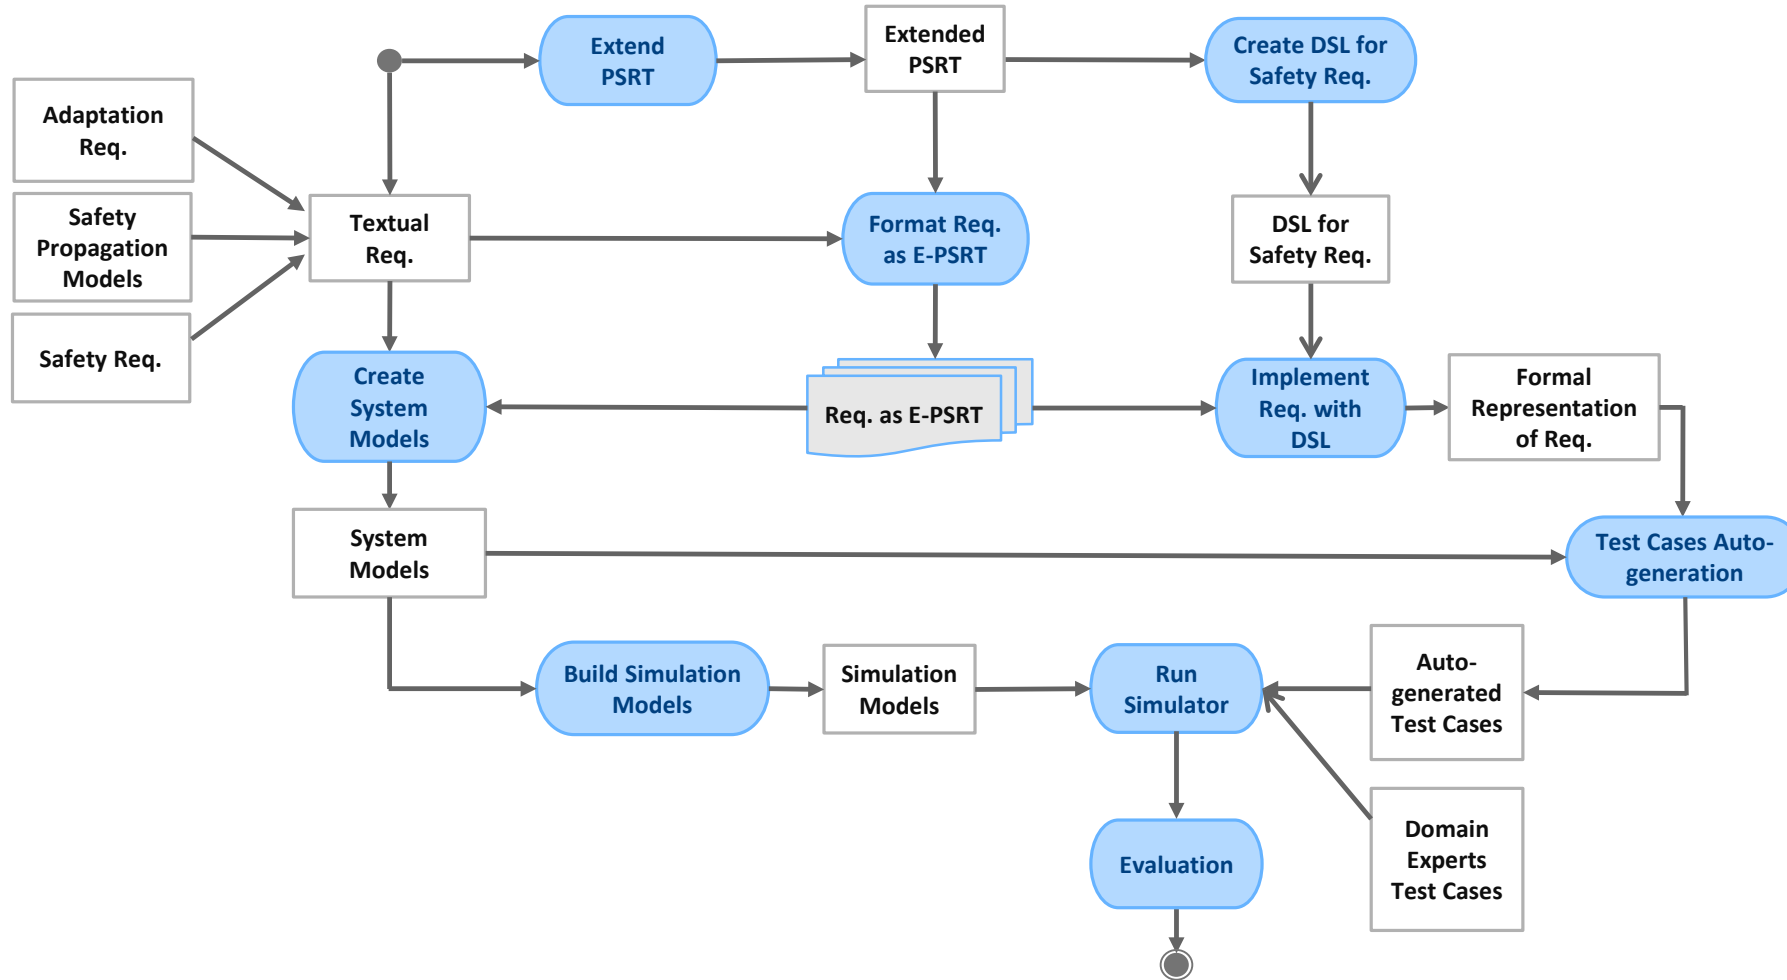 Extend
PSRT
Extended
PSRT
Create DSL for
Safety Req.
Adaptation
Req.
Safety
Propagation
Models
Safety Req.
Textual
Req.
Format Req.
as E-PSRT
DSL for
Safety Req.
Create
System
Models
Req. as E-PSRT
Implement
Req. with
DSL
Formal
Representation
of Req.
System
Models
Test Cases Auto-
generation
Build Simulation
Models
Simulation
Models
Run
Simulator
Auto-
generated
Test Cases
Evaluation
Domain
Experts
Test Cases